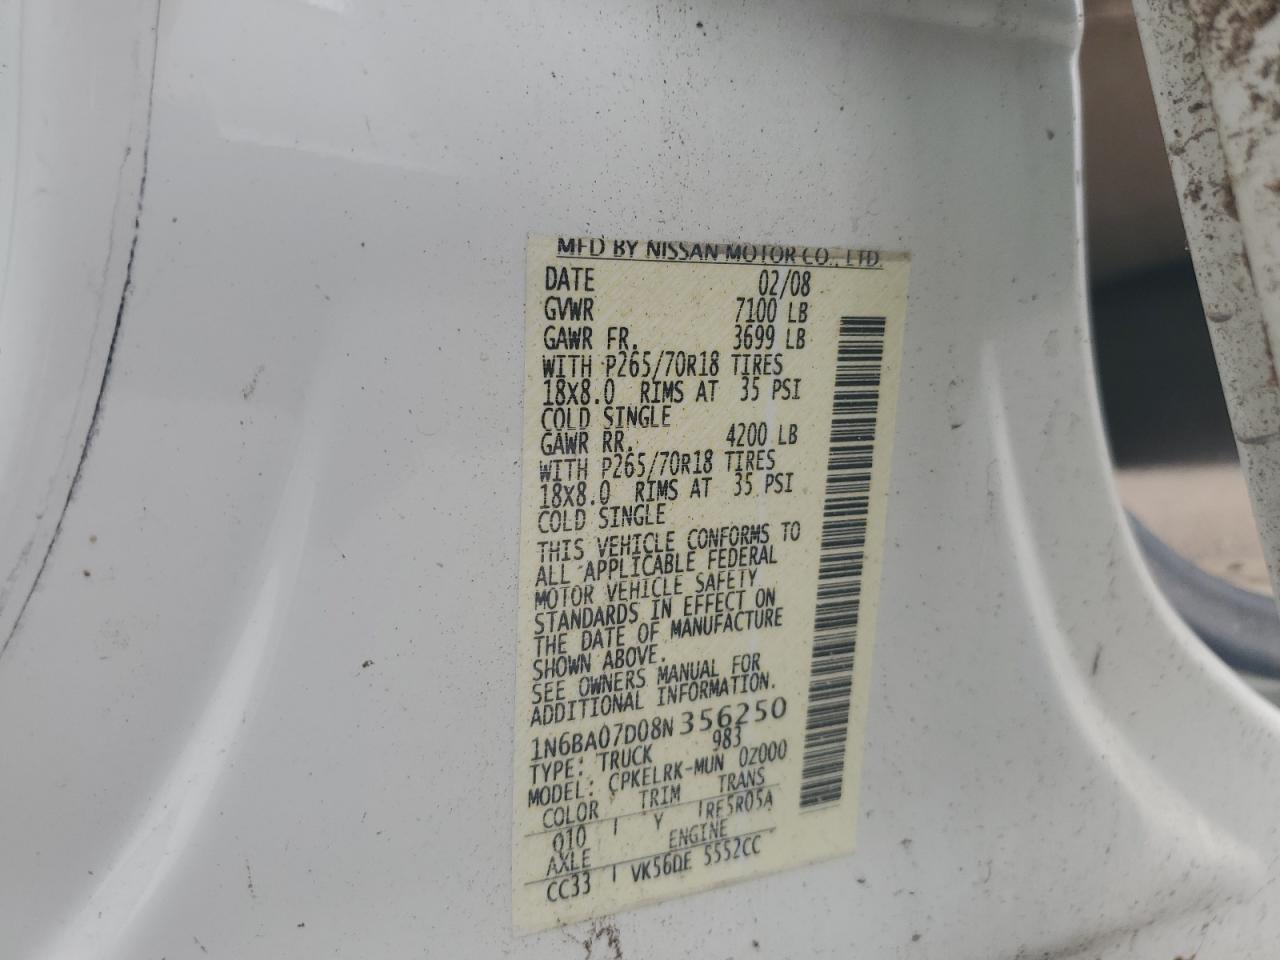 MFD BY NISSAN MOTOR CO., LTD.
DATE 02/08
GVWR 7100 LB
GAWR FR. 3699 LB
WITH P265/70R18 TIRES
18X8.0 RIMS AT 35 PSI
COLD SINGLE
GAWR RR. 4200 LB
WITH P265/70R18 TIRES
18X8.0 RIMS AT 35 PSI
COLD SINGLE
THIS VEHICLE CONFORMS TO
ALL APPLICABLE FEDERAL
MOTOR VEHICLE SAFETY
STANDARDS IN EFFECT ON
THE DATE OF MANUFACTURE
SHOWN ABOVE.
SEE OWNERS MANUAL FOR
ADDITIONAL INFORMATION.
1N6BA07D08N356250
TYPE: TRUCK 983
MODEL: CPKELRK-MUN 0Z000
COLOR TRIM TRANS
Q10 Y RE5R05A
AXLE ENGINE
CC33 VK56DE 5552CC